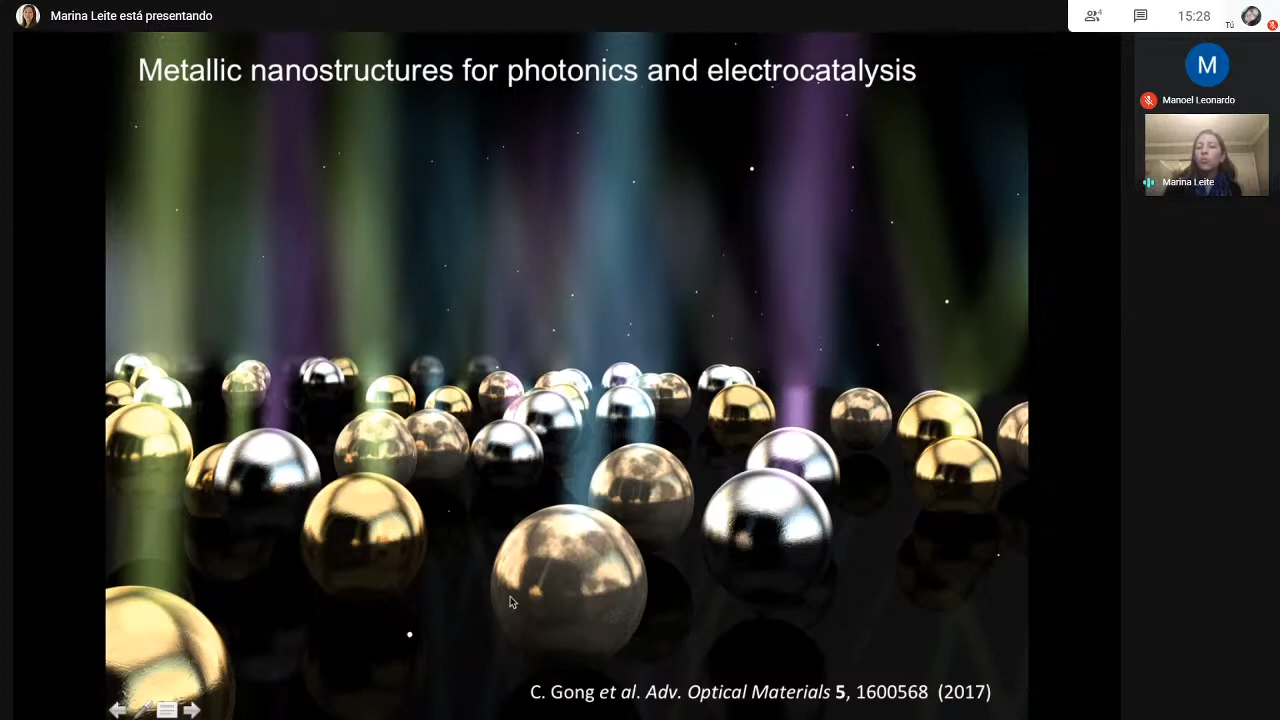 Marina Leite está presentando
4
15:28
Tú
Metallic nanostructures for photonics and electrocatalysis
M
Manoel Leonardo
Marina Leite
C. Gong et al. Adv. Optical Materials 5, 1600568 (2017)